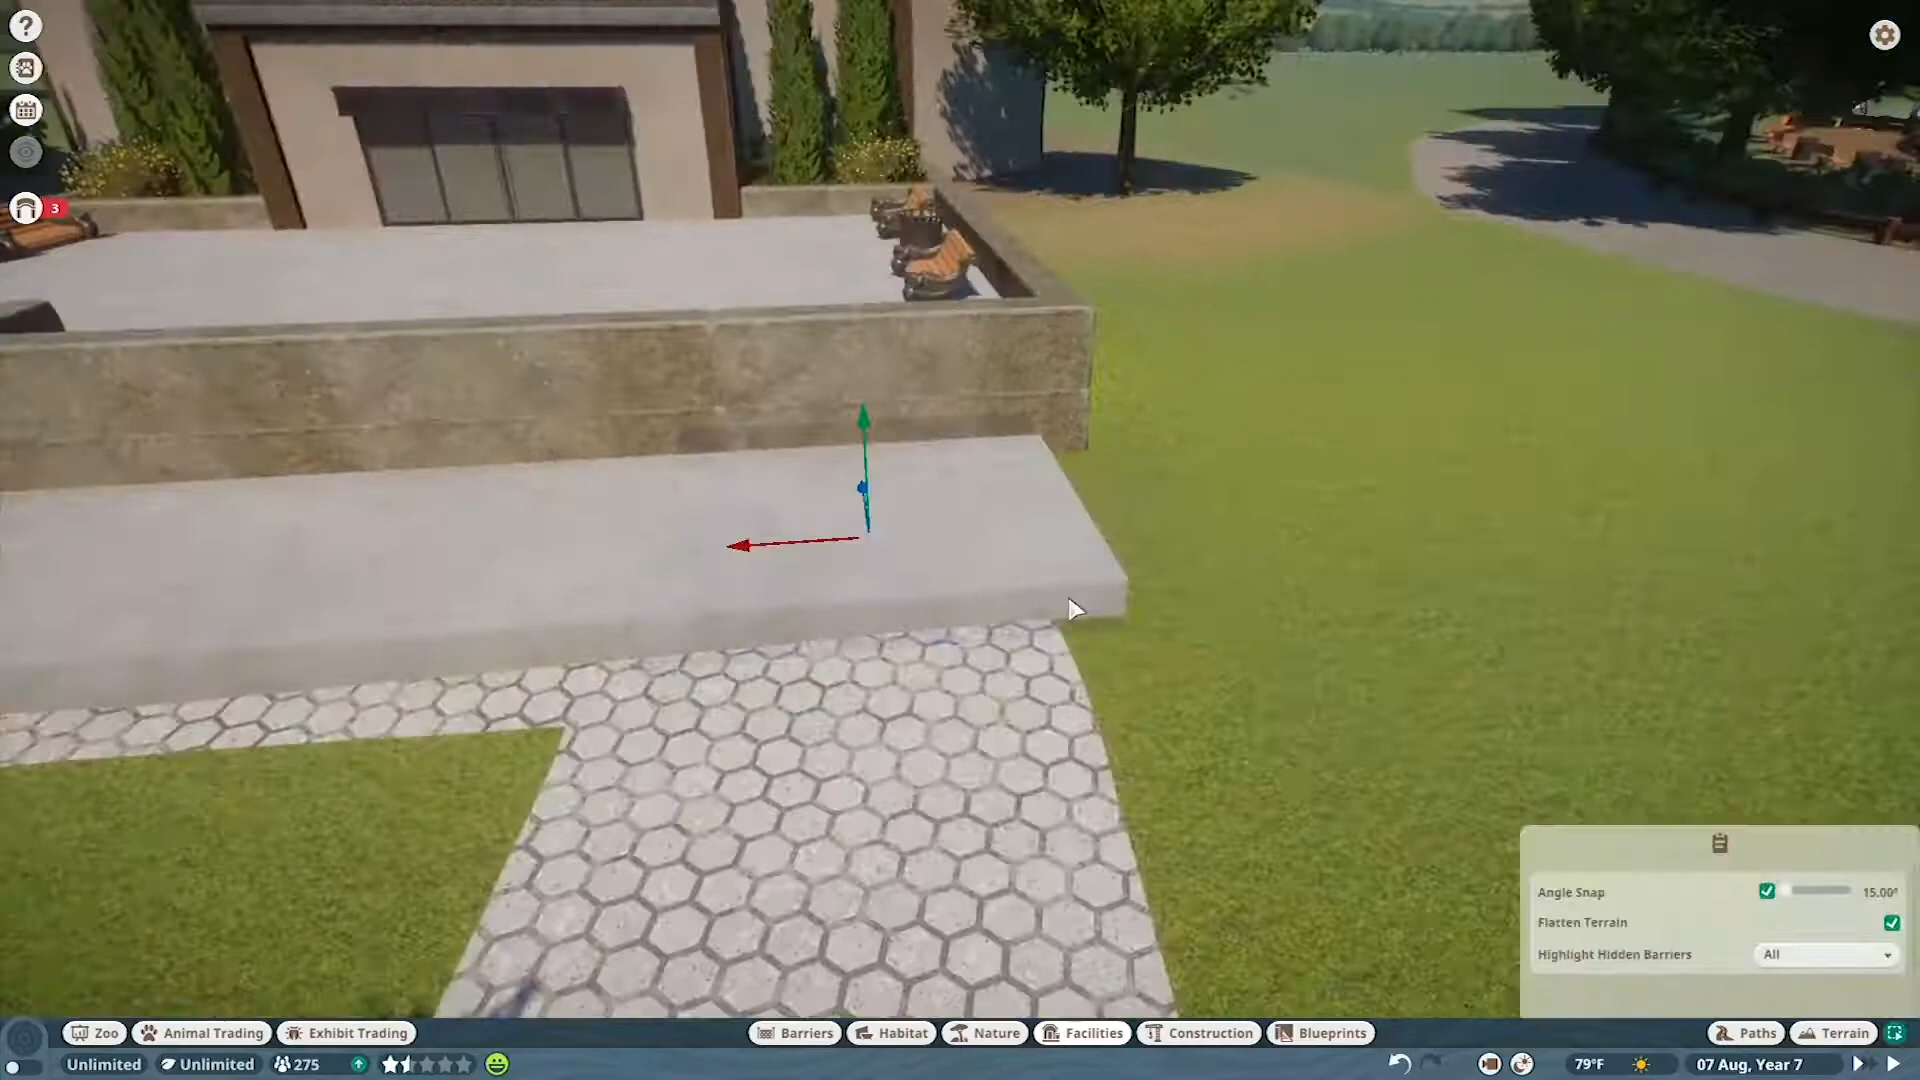 ?
3
Angle Snap 15.00°
Flatten Terrain
Highlight Hidden Barriers All
Zoo Animal Trading Exhibit Trading Barriers Habitat Nature Facilities Construction Blueprints Paths Terrain
Unlimited Unlimited 275 79°F 07 Aug, Year 7